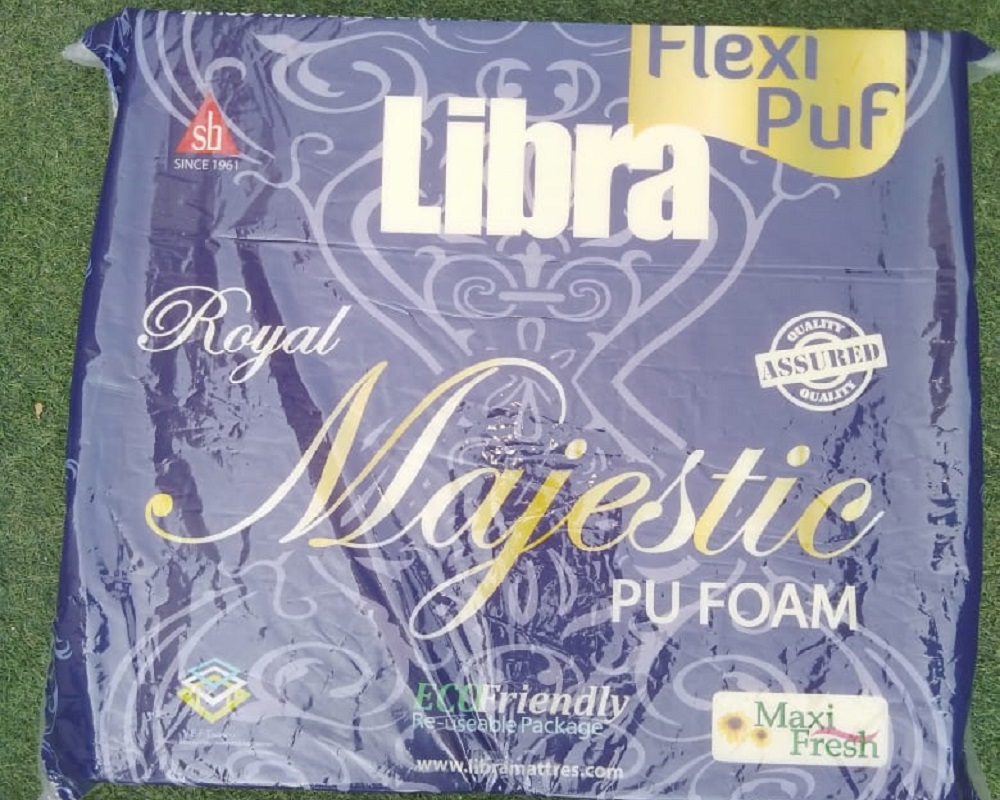 Flexi
Puf
Libra
sb
SINCE 1961
Royal
QUALITY
ASSURED
QUALITY
Majestic
PU FOAM
ECOFriendly
Re-useable Package
Maxi
Fresh
www.libramattres.com